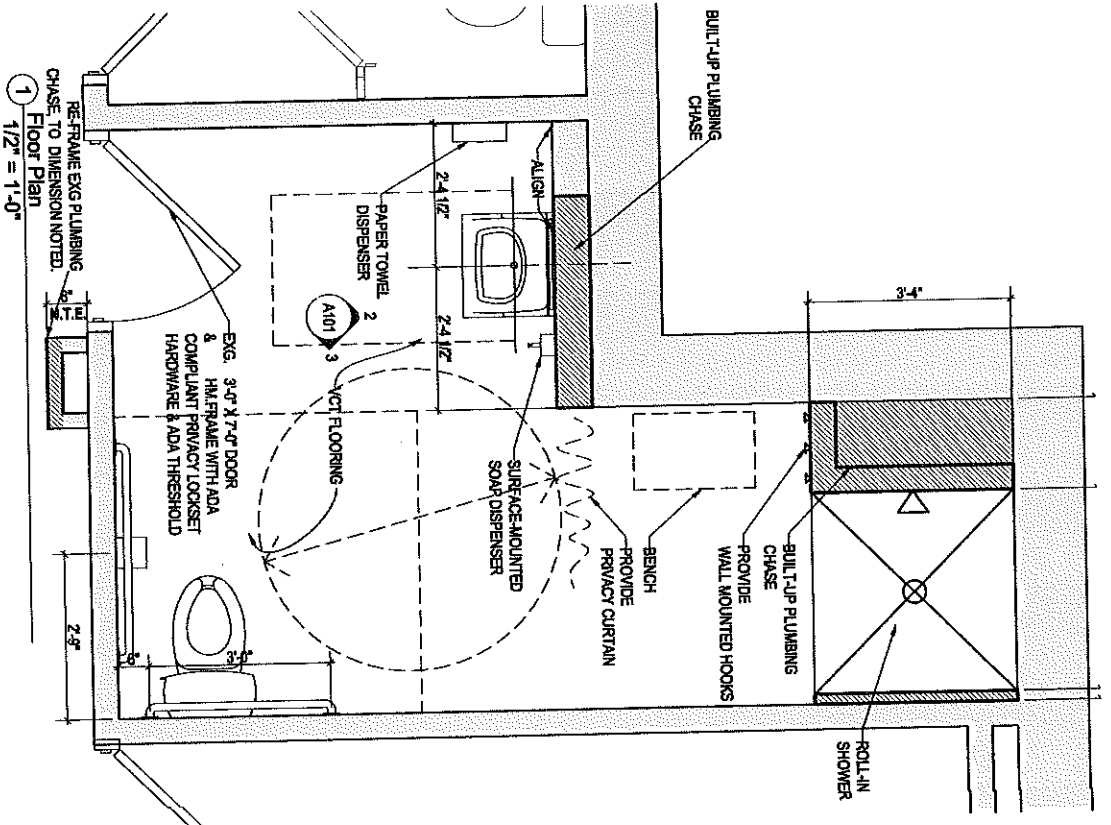 BUILT-UP PLUMBING
CHASE
3'-4"
ALIGN
2'-4 1/2"
2'-4 1/2"
PAPER TOWEL
DISPENSER
2
A101
3
VCT FLOORING
SURFACE-MOUNTED
SOAP DISPENSER
PROVIDE
PRIVACY CURTAIN
BENCH
PROVIDE
WALL MOUNTED HOOKS
BUILT-UP PLUMBING
CHASE
ROLL-IN
SHOWER
EXG. 3'-0" X 7'-0" DOOR
& HM.FRAME WITH ADA
COMPLIANT PRIVACY LOCKSET
HARDWARE & ADA THRESHOLD
3'-0"
6"
2'-9"
RE-FRAME EXG PLUMBING
CHASE, TO DIMENSION NOTED.
1
Floor Plan
1/2" = 1'-0"